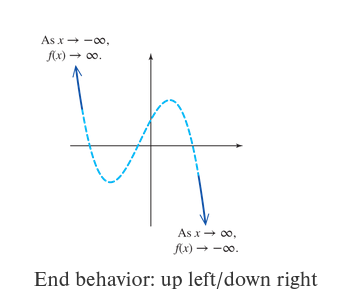 As x → −∞,
f(x) → ∞.
As x → ∞,
f(x) → −∞.
End behavior: up left/down right